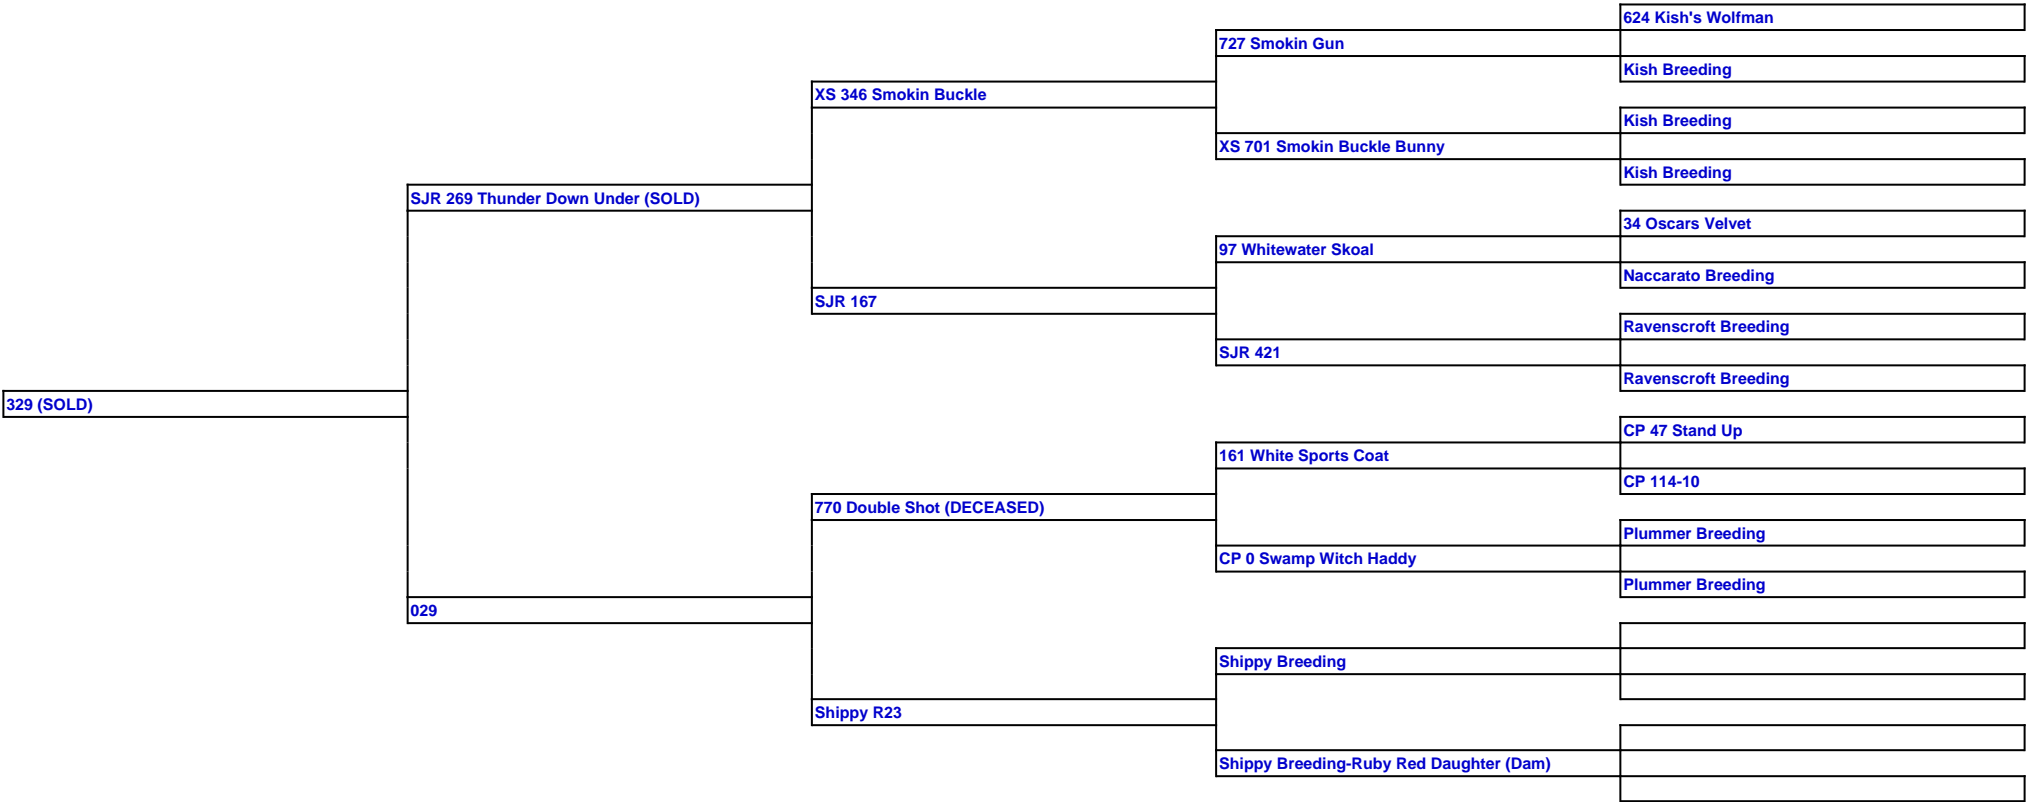 624 Kish's Wolfman
727 Smokin Gun
Kish Breeding
XS 346 Smokin Buckle
Kish Breeding
XS 701 Smokin Buckle Bunny
Kish Breeding
SJR 269 Thunder Down Under (SOLD)
34 Oscars Velvet
97 Whitewater Skoal
Naccarato Breeding
SJR 167
Ravenscroft Breeding
SJR 421
Ravenscroft Breeding
329 (SOLD)
CP 47 Stand Up
161 White Sports Coat
CP 114-10
770 Double Shot (DECEASED)
Plummer Breeding
CP 0 Swamp Witch Haddy
Plummer Breeding
029
Shippy Breeding
Shippy R23
Shippy Breeding-Ruby Red Daughter (Dam)